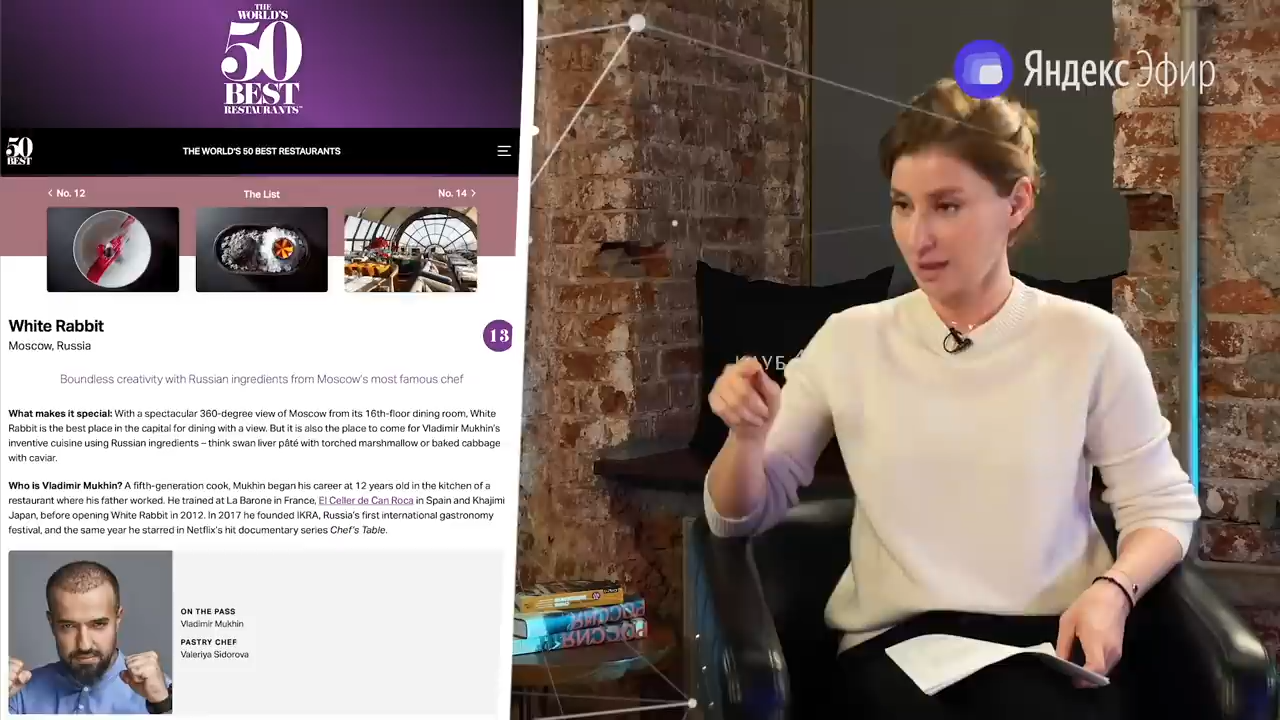 THE
WORLD'S
50
BEST
RESTAURANTS
50
BEST
THE WORLD'S 50 BEST RESTAURANTS
No. 12
The List
No. 14
White Rabbit
13
Moscow, Russia
Boundless creativity with Russian ingredients from Moscow's most famous chef
What makes it special: With a spectacular 360-degree view of Moscow from its 16th-floor dining room, White
Rabbit is the best place in the capital for dining with a view. But it is also the place to come for Vladimir Mukhin's
inventive cuisine using Russian ingredients – think swan liver pâté with torched marshmallow or baked cabbage
with caviar.
Who is Vladimir Mukhin? A fifth-generation cook, Mukhin began his career at 12 years old in the kitchen of a
restaurant where his father worked. He trained at La Barone in France, El Celler de Can Roca in Spain and Khajimi
Japan, before opening White Rabbit in 2012. In 2017 he founded IKRA, Russia's first international gastronomy
festival, and the same year he starred in Netflix's hit documentary series Chef's Table.
ON THE PASS
Vladimir Mukhin
PASTRY CHEF
Valeriya Sidorova
Яндекс Эфир
КЛУБ